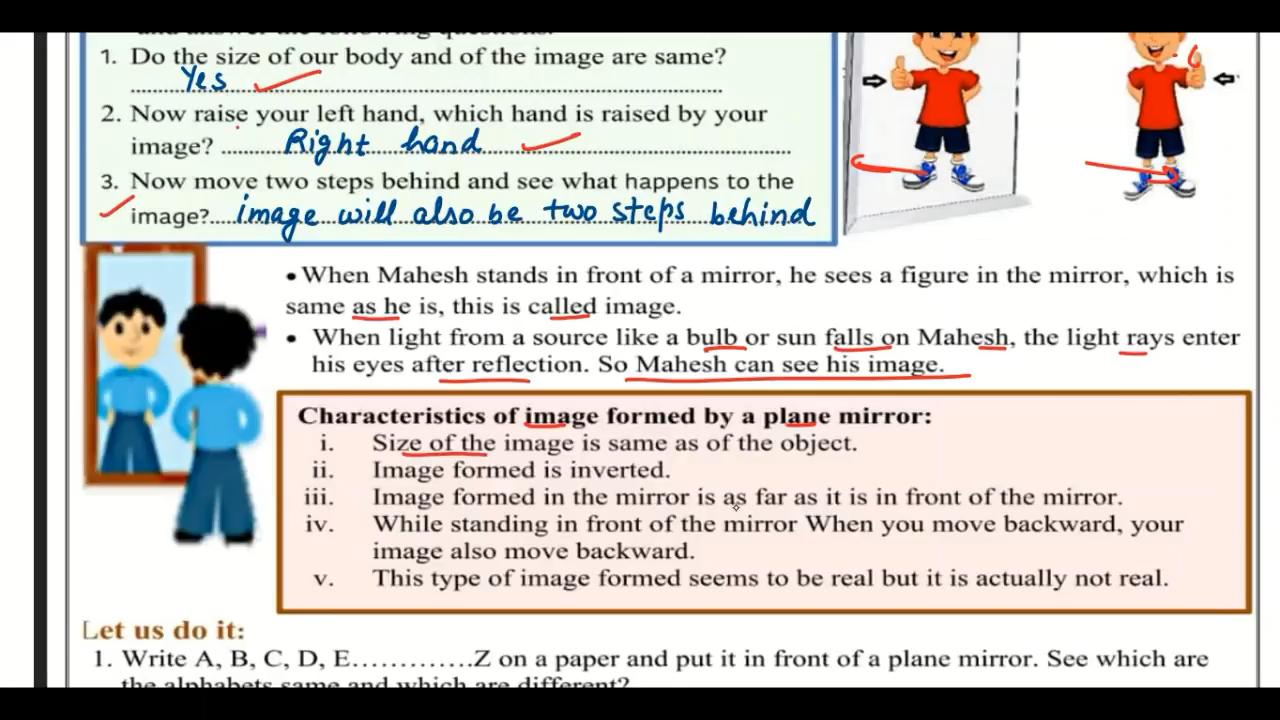 1. Do the size of our body and of the image are same?
Yes
2. Now raise your left hand, which hand is raised by your
image? Right hand
3. Now move two steps behind and see what happens to the
image? image will also be two steps behind
• When Mahesh stands in front of a mirror, he sees a figure in the mirror, which is
same as he is, this is called image.
• When light from a source like a bulb or sun falls on Mahesh, the light rays enter
his eyes after reflection. So Mahesh can see his image.
Characteristics of image formed by a plane mirror:
i. Size of the image is same as of the object.
ii. Image formed is inverted.
iii. Image formed in the mirror is as far as it is in front of the mirror.
iv. While standing in front of the mirror When you move backward, your
image also move backward.
v. This type of image formed seems to be real but it is actually not real.
Let us do it:
1. Write A, B, C, D, E.............Z on a paper and put it in front of a plane mirror. See which are
the alphabets same and which are different?